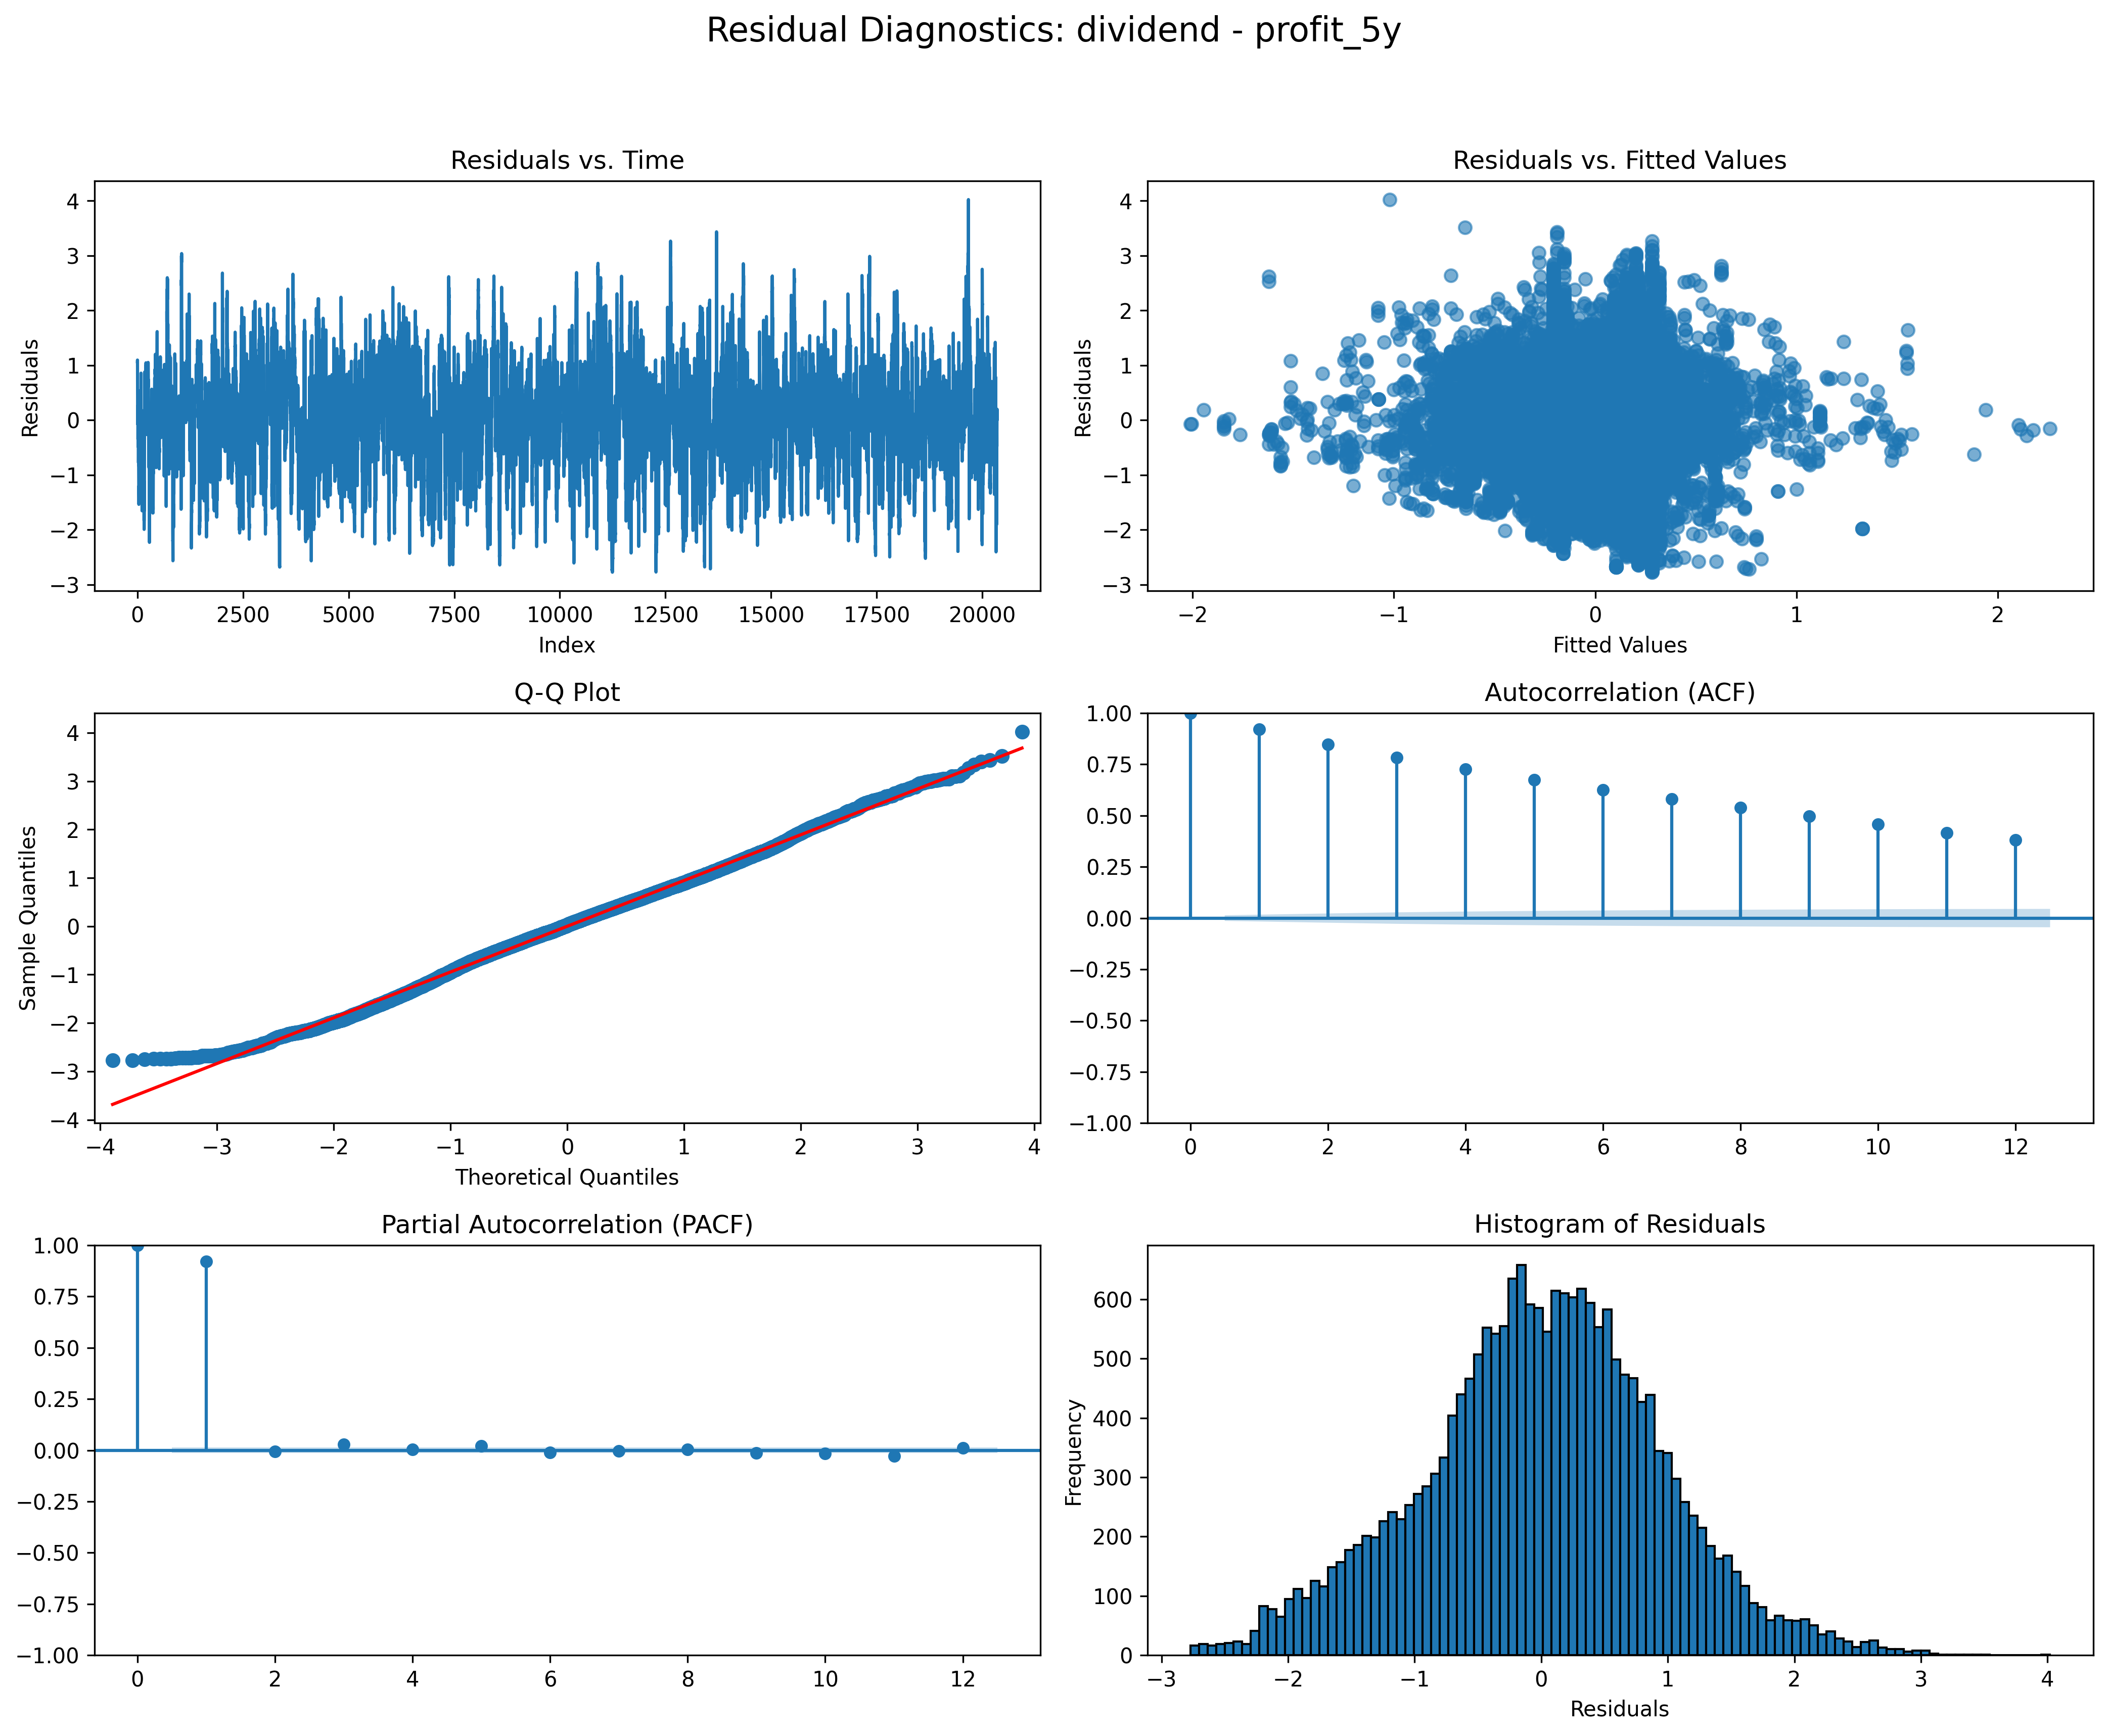 Residual Diagnostics: dividend - profit_5y
Residuals vs. Time
Residuals
4
3
2
1
0
−1
−2
−3
0 2500 5000 7500 10000 12500 15000 17500 20000
Index
Residuals vs. Fitted Values
Residuals
4
3
2
1
0
−1
−2
−3
−2 −1 0 1 2
Fitted Values
Q-Q Plot
Sample Quantiles
4
3
2
1
0
−1
−2
−3
−4
−4 −3 −2 −1 0 1 2 3 4
Theoretical Quantiles
Autocorrelation (ACF)
1.00
0.75
0.50
0.25
0.00
−0.25
−0.50
−0.75
−1.00
0 2 4 6 8 10 12
Partial Autocorrelation (PACF)
1.00
0.75
0.50
0.25
0.00
−0.25
−0.50
−0.75
−1.00
0 2 4 6 8 10 12
Histogram of Residuals
Frequency
600
500
400
300
200
100
0
−3 −2 −1 0 1 2 3 4
Residuals